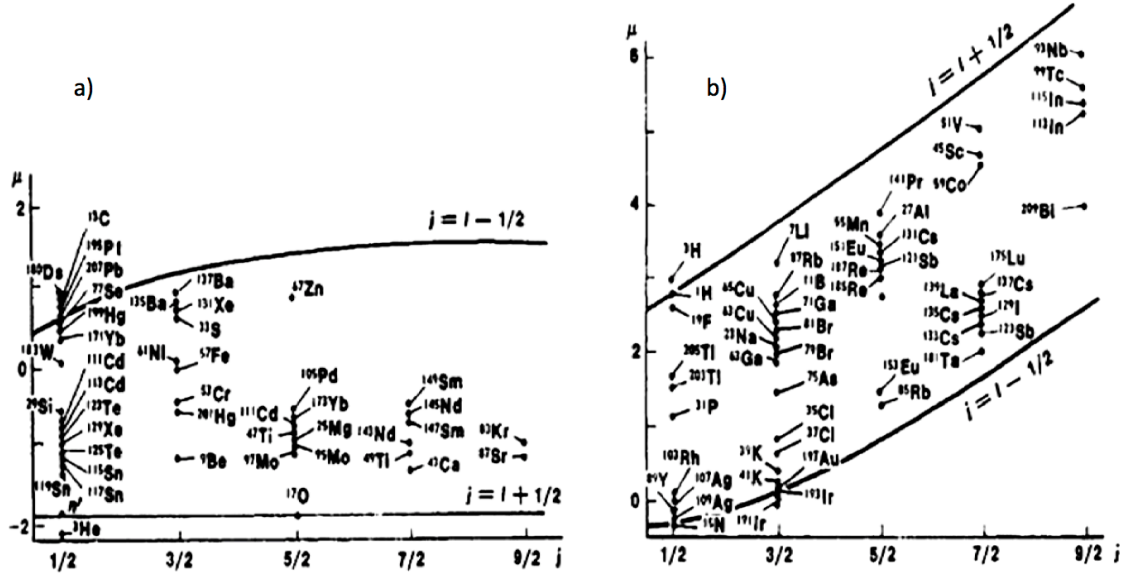 a)
μ
2
0
−2
¹³C
¹⁹⁵Pt
²⁰⁷Pb
⁷⁷Se
¹⁹⁹Hg
¹⁷¹Yb
¹⁸³W
¹¹¹Cd
¹¹³Cd
²⁹Si
¹²³Te
¹²⁹Xe
¹²⁵Te
¹¹⁵Sn
¹¹⁹Sn
¹¹⁷Sn
³He
j = l − 1/2
¹³⁷Ba
¹³⁵Ba
¹³¹Xe
³³S
⁶¹Ni
⁵⁷Fe
⁵³Cr
²⁰¹Hg
⁹Be
⁶⁷Zn
¹⁰⁵Pd
¹¹¹Cd
¹⁷³Yb
⁴⁷Ti
²⁵Mg
⁹⁷Mo
⁹⁵Mo
¹⁷O
¹⁴⁹Sm
¹⁴⁵Nd
¹⁴³Nd
¹⁴⁷Sm
⁴⁹Ti
⁴³Ca
⁸³Kr
⁸⁷Sr
j = l + 1/2
1/2 3/2 5/2 7/2 9/2 j
b)
μ
6
4
2
0
j = l + 1/2
⁹³Nb
⁹⁹Tc
¹¹⁵In
¹¹³In
²⁰⁹Bi
⁵¹V
⁴⁵Sc
⁵⁹Co
¹⁷⁵Lu
¹³⁹La
¹³⁷Cs
¹³⁵Cs
¹²⁹I
¹³³Cs
¹²³Sb
¹⁸¹Ta
¹⁴¹Pr
²⁷Al
⁵⁵Mn
¹³¹Cs
¹⁵¹Eu
¹²¹Sb
¹⁸⁷Re
¹⁸⁵Re
¹⁵³Eu
⁸⁵Rb
⁷Li
⁸⁷Rb
⁶⁵Cu
¹¹B
⁷¹Ga
⁶³Cu
⁸¹Br
²³Na
⁷⁹Br
⁶³Ga
⁷⁵As
³⁵Cl
³⁷Cl
³⁹K
¹⁹⁷Au
⁴¹K
¹⁹³Ir
¹⁹¹Ir
³H
¹H
¹⁹F
²⁰⁵Tl
²⁰³Tl
³¹P
¹⁰³Rh
⁸⁹Y
¹⁰⁷Ag
¹⁰⁹Ag
¹⁵N
j = l − 1/2
1/2 3/2 5/2 7/2 9/2 j